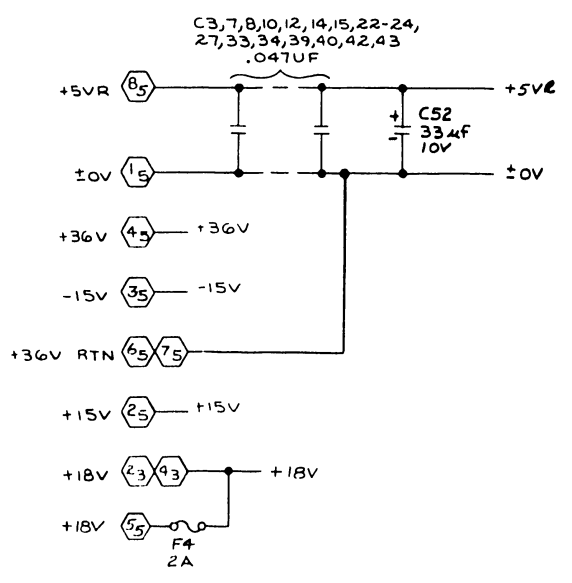 C3,7,8,10,12,14,15,22-24,
27,33,34,39,40,42,43
.047UF
+5VR 85 +5VR
+ C52
- 33 µf
10V
±0V 15 ±0V
+36V 45 +36V
-15V 35 -15V
+36V RTN 65 75
+15V 25 +15V
+18V 23 43 +18V
+18V 55
F4
2A